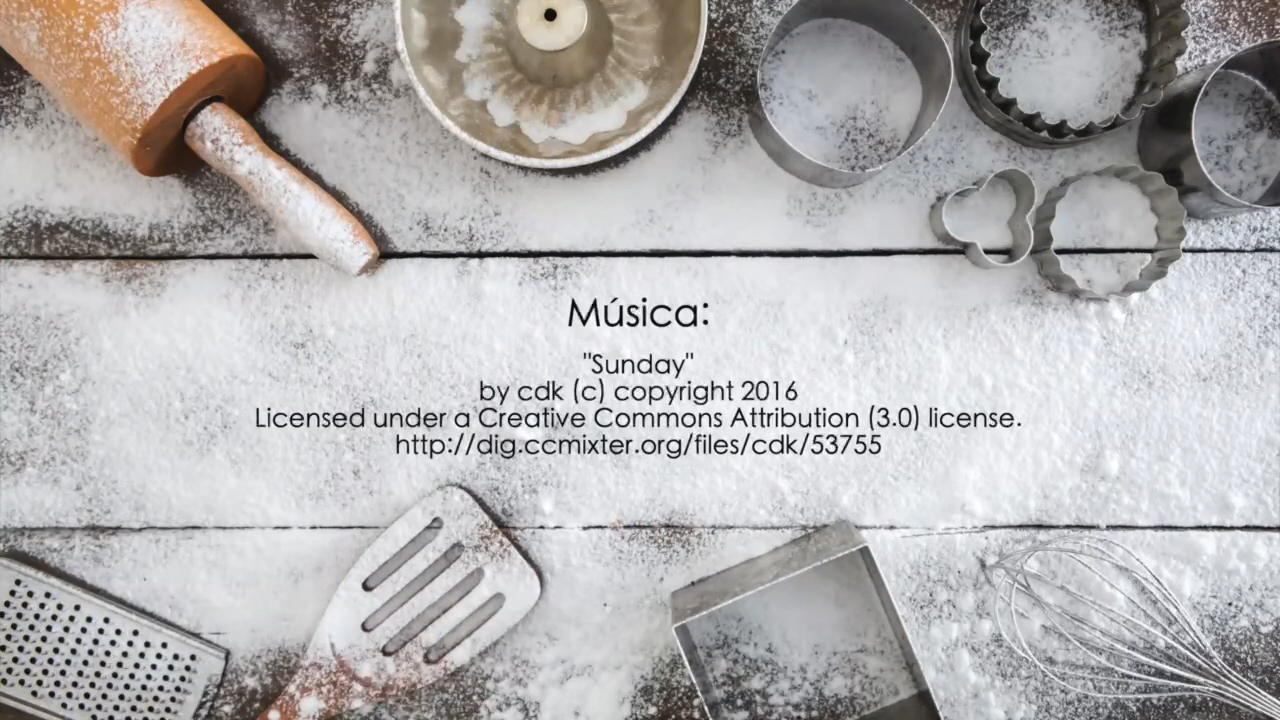 Música:
"Sunday"
by cdk (c) copyright 2016
Licensed under a Creative Commons Attribution (3.0) license.
http://dig.ccmixter.org/files/cdk/53755